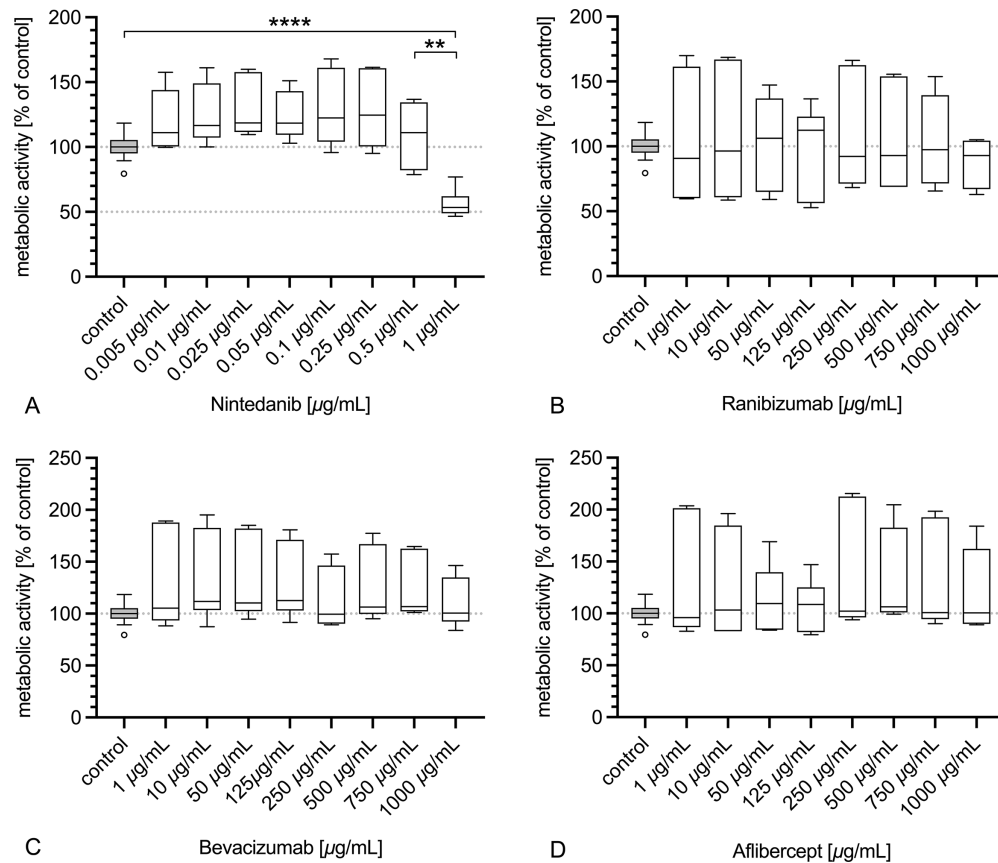 200
150
100
50
0
metabolic activity [% of control]
****
**
control
0.005 µg/mL
0.01 µg/mL
0.025 µg/mL
0.05 µg/mL
0.1 µg/mL
0.25 µg/mL
0.5 µg/mL
1 µg/mL
A
Nintedanib [µg/mL]
200
150
100
50
0
metabolic activity [% of control]
control
1 µg/mL
10 µg/mL
50 µg/mL
125 µg/mL
250 µg/mL
500 µg/mL
750 µg/mL
1000 µg/mL
B
Ranibizumab [µg/mL]
250
200
150
100
50
0
metabolic activity [% of control]
control
1 µg/mL
10 µg/mL
50 µg/mL
125µg/mL
250 µg/mL
500 µg/mL
750 µg/mL
1000 µg/mL
C
Bevacizumab [µg/mL]
250
200
150
100
50
0
metabolic activity [% of control]
control
1 µg/mL
10 µg/mL
50 µg/mL
125 µg/mL
250 µg/mL
500 µg/mL
750 µg/mL
1000 µg/mL
D
Aflibercept [µg/mL]